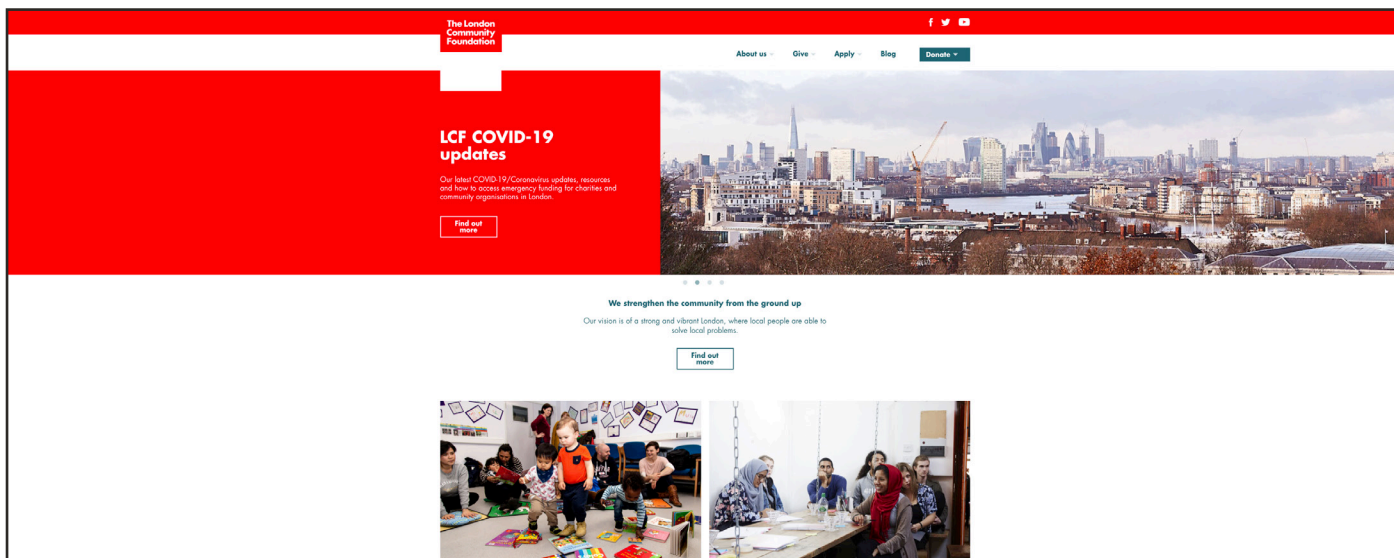 The London
Community
Foundation
About us
Give
Apply
Blog
Donate
LCF COVID-19
updates
Our latest COVID-19/Coronavirus updates, resources
and how to access emergency funding for charities and
community organisations in London.
Find out
more
We strengthen the community from the ground up
Our vision is of a strong and vibrant London, where local people are able to
solve local problems.
Find out
more